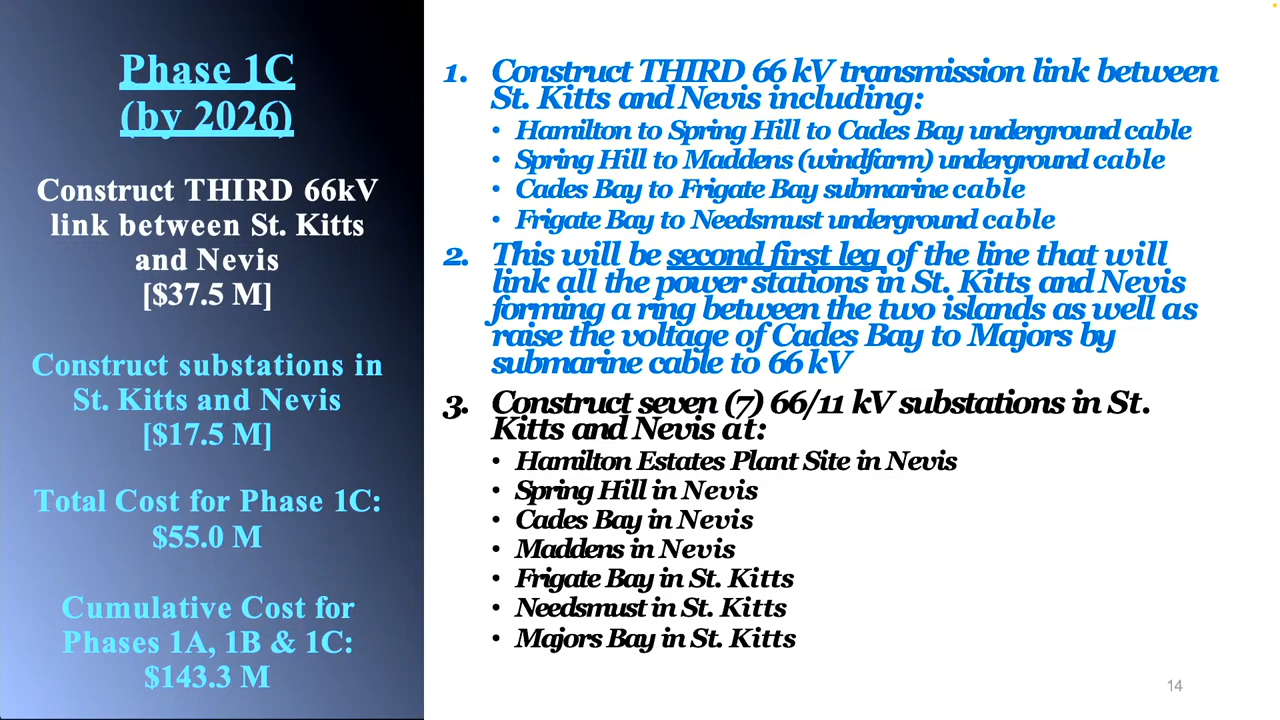 Phase 1C
(by 2026)
Construct THIRD 66kV
link between St. Kitts
and Nevis
[$37.5 M]
Construct substations in
St. Kitts and Nevis
[$17.5 M]
Total Cost for Phase 1C:
$55.0 M
Cumulative Cost for
Phases 1A, 1B & 1C:
$143.3 M
1. Construct THIRD 66 kV transmission link between
St. Kitts and Nevis including:
• Hamilton to Spring Hill to Cades Bay underground cable
• Spring Hill to Maddens (windfarm) underground cable
• Cades Bay to Frigate Bay submarine cable
• Frigate Bay to Needsmust underground cable
2. This will be second first leg of the line that will
link all the power stations in St. Kitts and Nevis
forming a ring between the two islands as well as
raise the voltage of Cades Bay to Majors by
submarine cable to 66 kV
3. Construct seven (7) 66/11 kV substations in St.
Kitts and Nevis at:
• Hamilton Estates Plant Site in Nevis
• Spring Hill in Nevis
• Cades Bay in Nevis
• Maddens in Nevis
• Frigate Bay in St. Kitts
• Needsmust in St. Kitts
• Majors Bay in St. Kitts
14